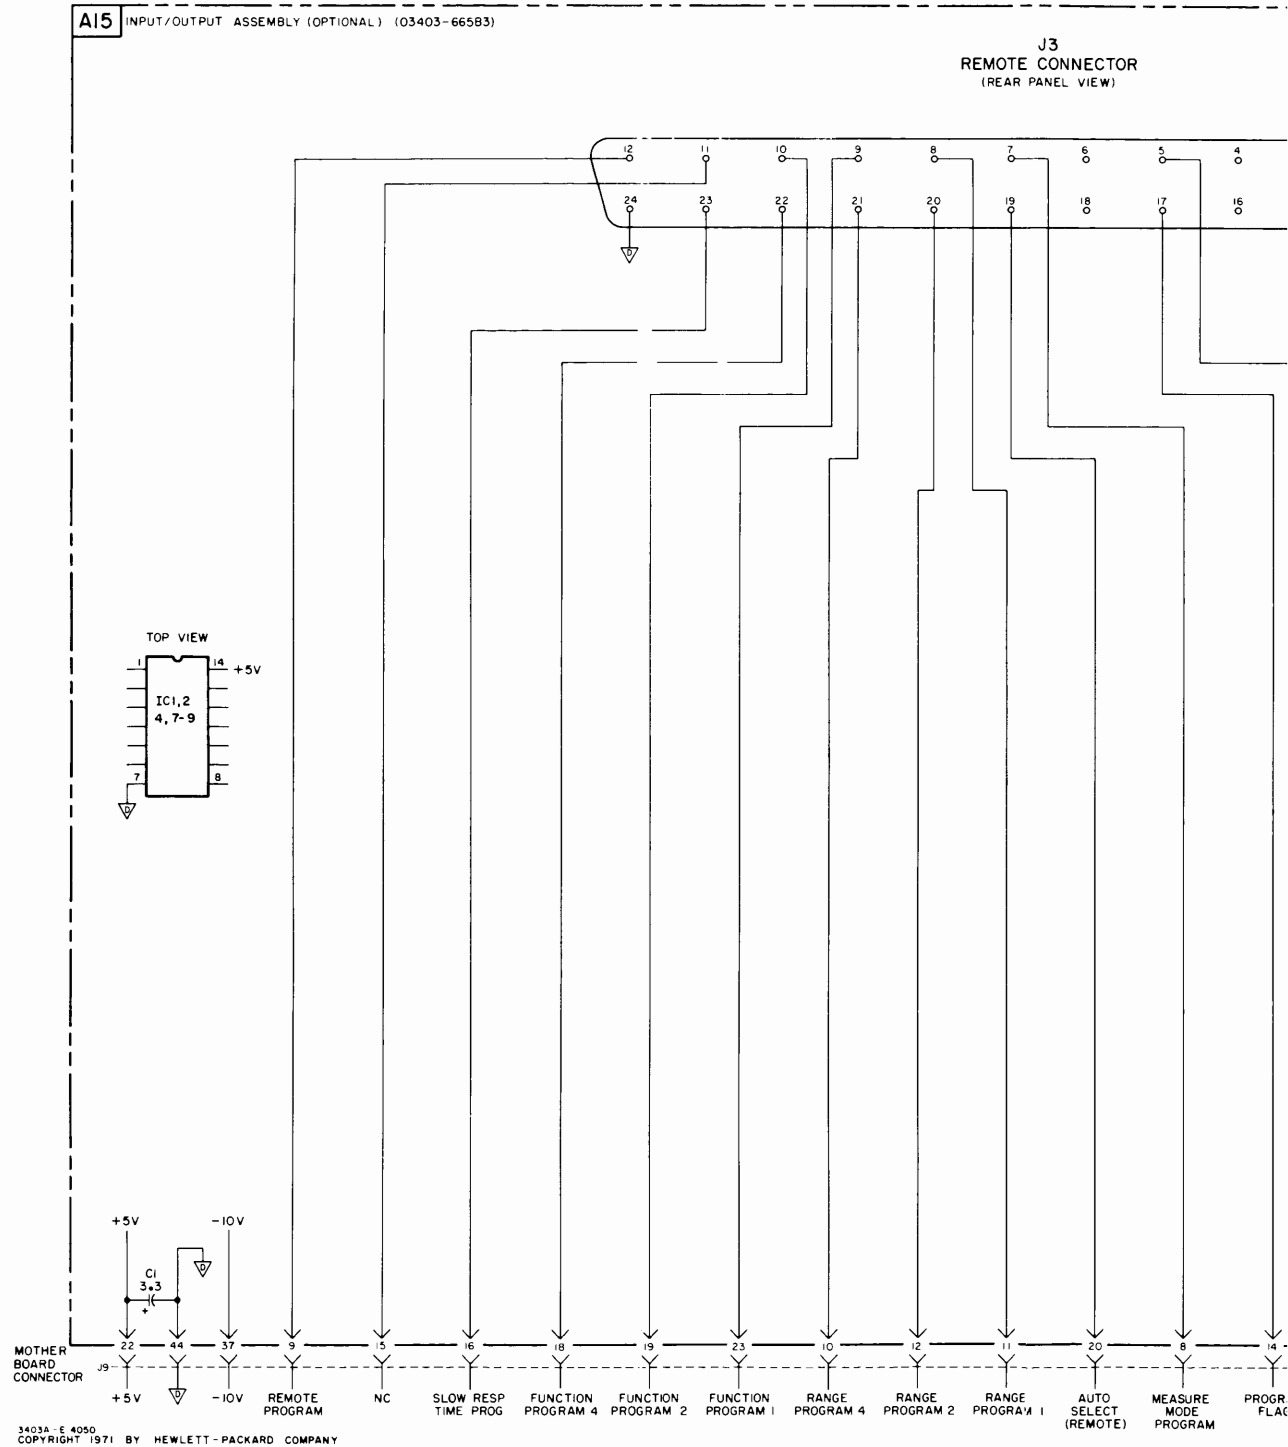 A15 INPUT/OUTPUT ASSEMBLY (OPTIONAL) (03403-66583)
J3
REMOTE CONNECTOR
(REAR PANEL VIEW)
12 11 10 9 8 7 6 5 4
24 23 22 21 20 19 18 17 16
D
TOP VIEW
1 14 +5V
IC1,2
4,7-9
7 8
D
+5V -10V
D
C1
3.3
+
22 44 37 9 15 16 18 19 23 10 12 11 20 8 14
MOTHER
BOARD
CONNECTOR
J9
+5V D -10V
REMOTE
PROGRAM
NC
SLOW RESP
TIME PROG
FUNCTION
PROGRAM 4
FUNCTION
PROGRAM 2
FUNCTION
PROGRAM 1
RANGE
PROGRAM 4
RANGE
PROGRAM 2
RANGE
PROGRAM 1
AUTO
SELECT
(REMOTE)
MEASURE
MODE
PROGRAM
PROGRA
FLAG
3403A-E 4050
COPYRIGHT 1971 BY HEWLETT-PACKARD COMPANY